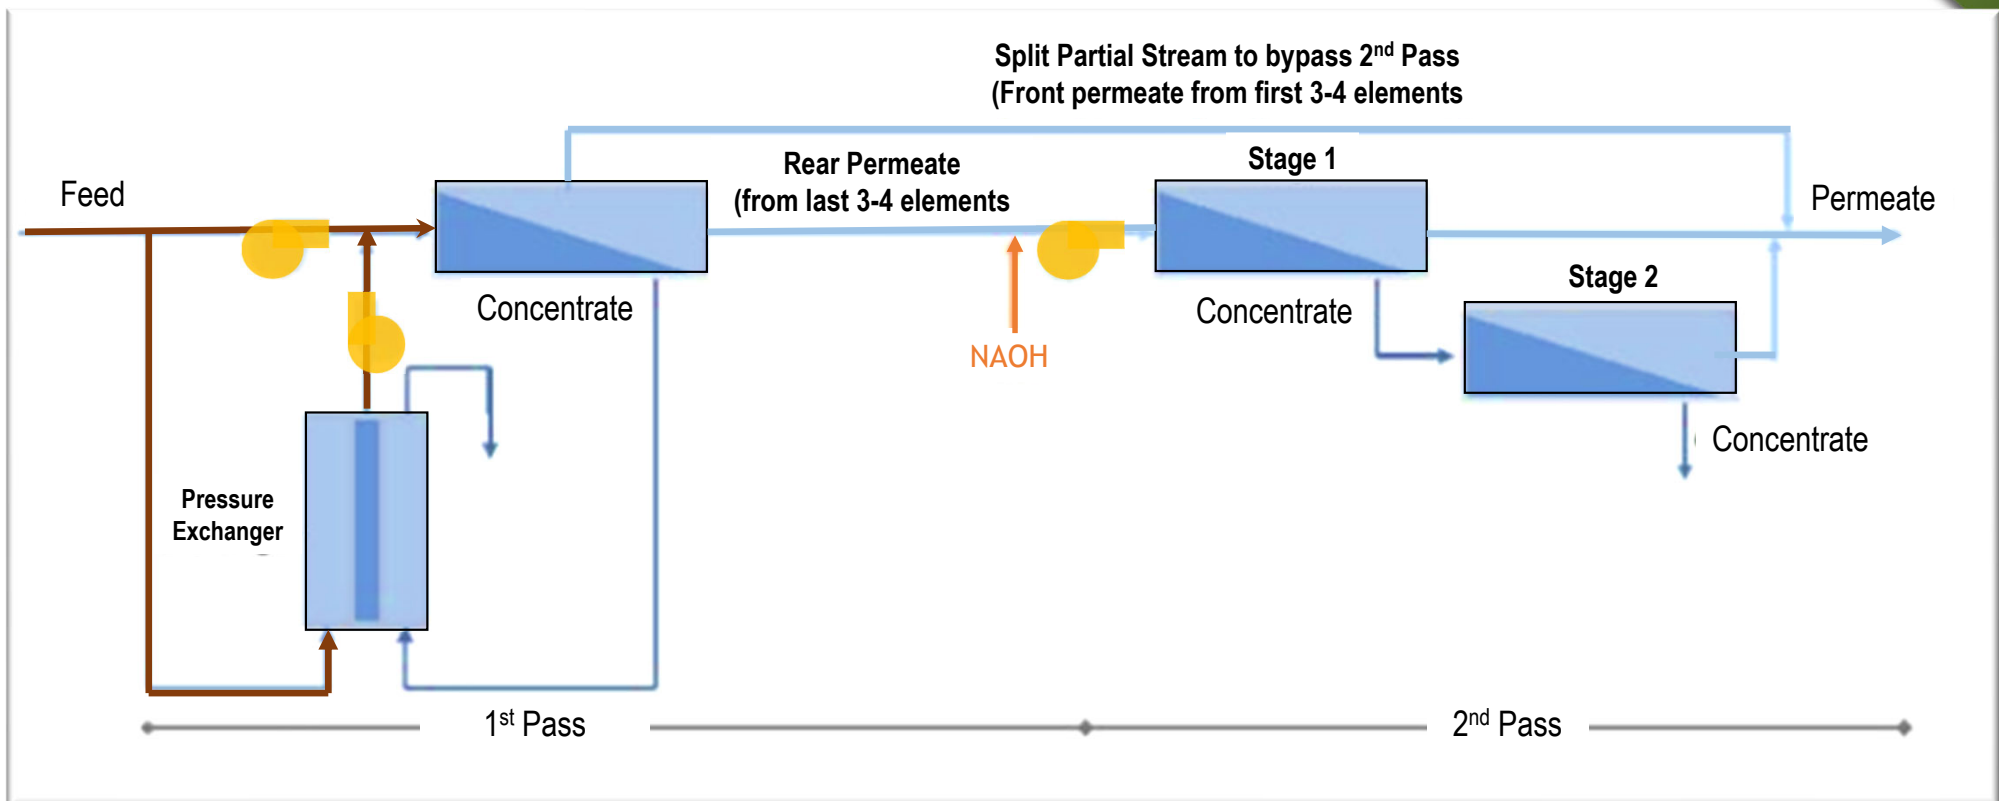 Split Partial Stream to bypass 2nd Pass
(Front permeate from first 3-4 elements
Feed
Rear Permeate
(from last 3-4 elements
Stage 1
Permeate
Concentrate
NAOH
Concentrate
Stage 2
Concentrate
Pressure
Exchanger
1st Pass
2nd Pass